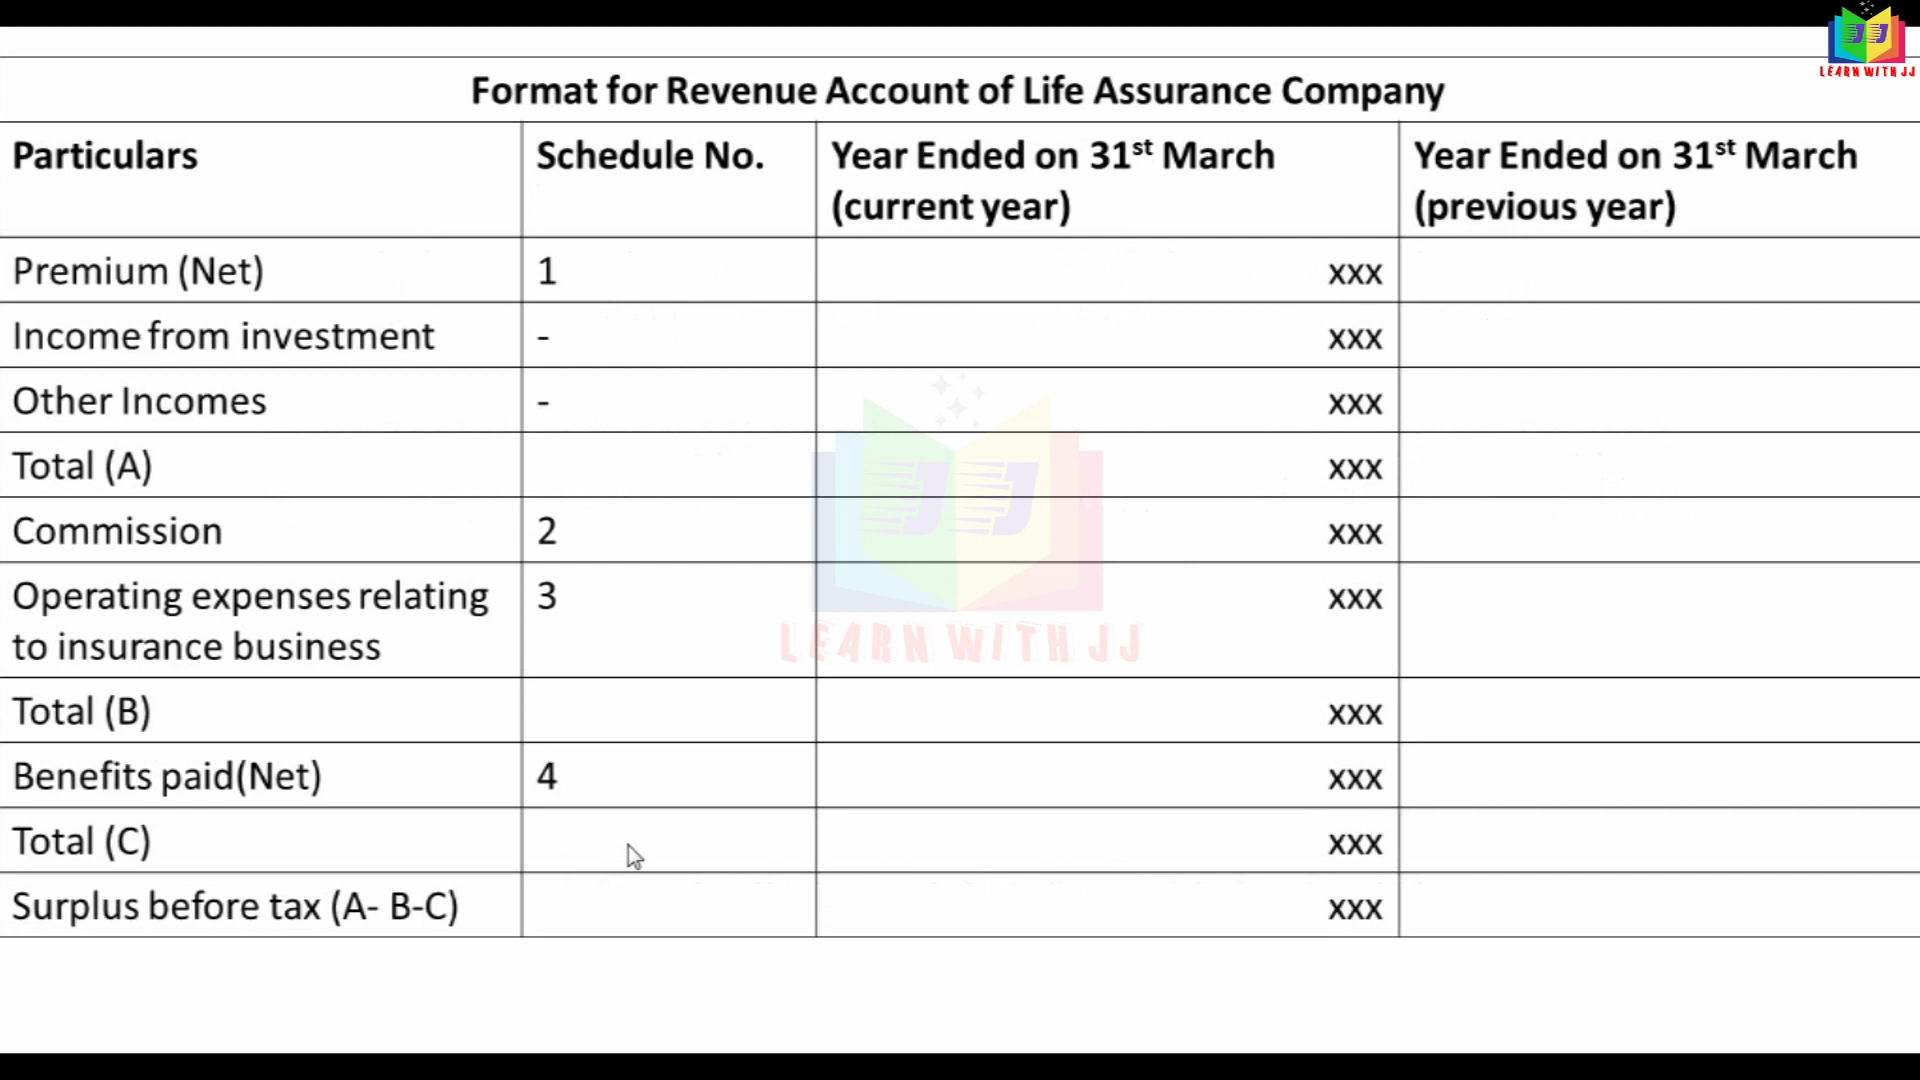 LEARN WITH JJ
Format for Revenue Account of Life Assurance Company
Particulars Schedule No. Year Ended on 31st March (current year) Year Ended on 31st March (previous year)
Premium (Net) 1 xxx
Income from investment - xxx
Other Incomes - xxx
Total (A) xxx
Commission 2 xxx
Operating expenses relating to insurance business 3 xxx
Total (B) xxx
Benefits paid(Net) 4 xxx
Total (C) xxx
Surplus before tax (A- B-C) xxx
JJ
LEARN WITH JJ